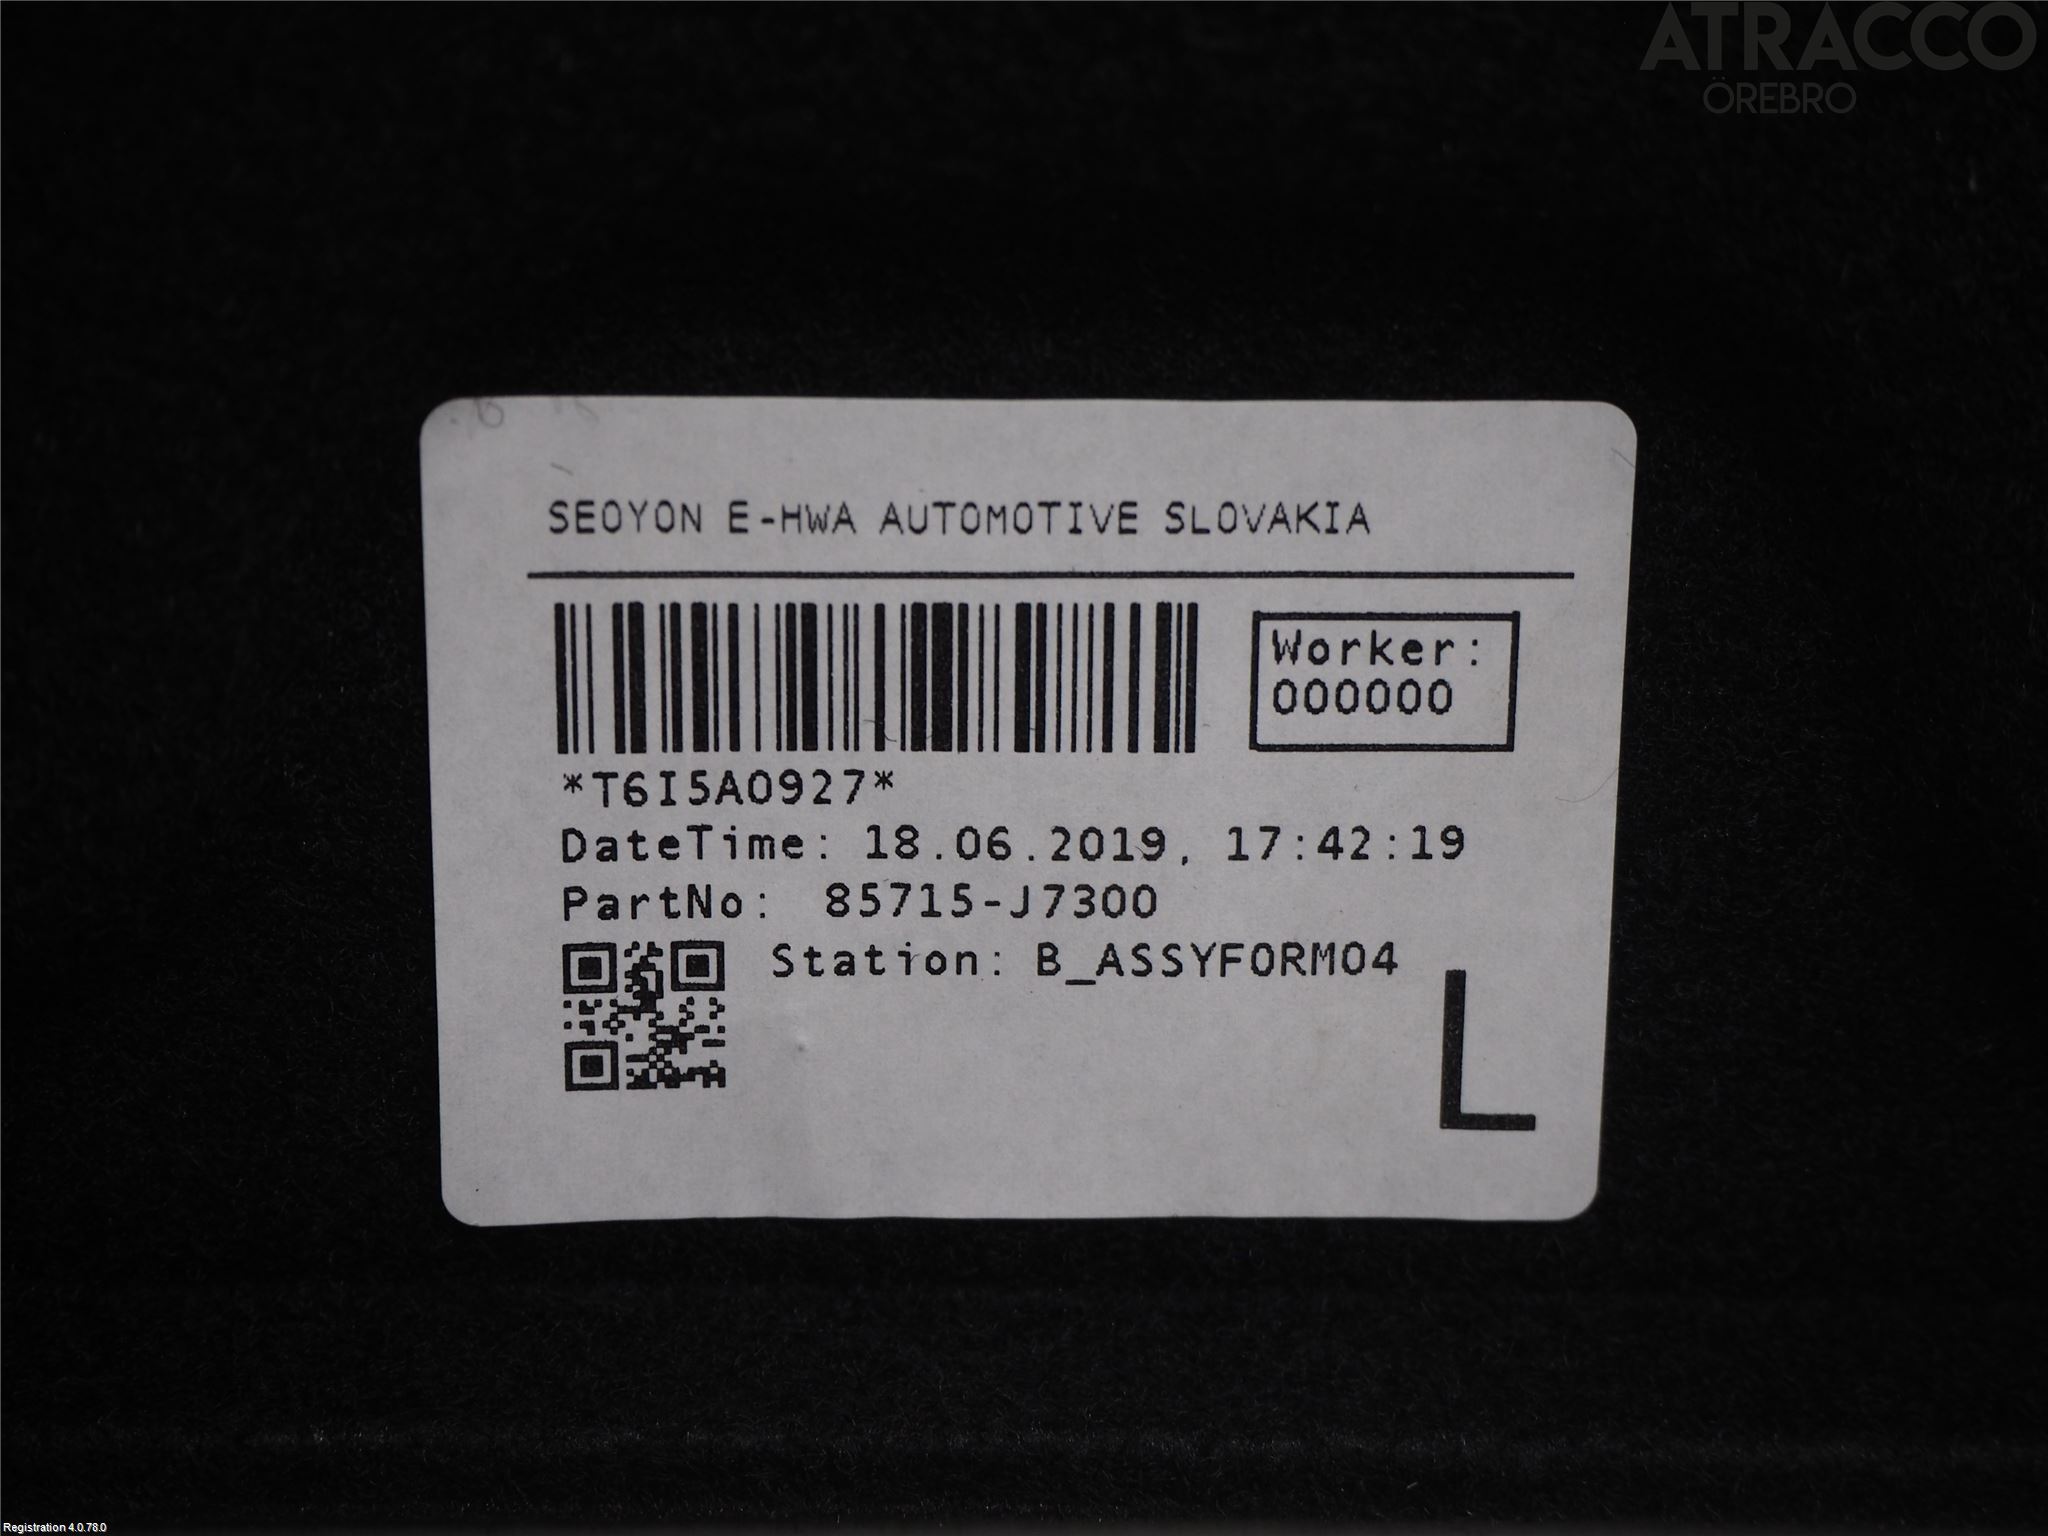 ATRACCO
ÖREBRO
SEOYON E-HWA AUTOMOTIVE SLOVAKIA
Worker:
000000
*T6I5A0927*
DateTime: 18.06.2019, 17:42:19
PartNo: 85715-J7300
Station: B_ASSYFORM04
L
Registration 4.0.78.0